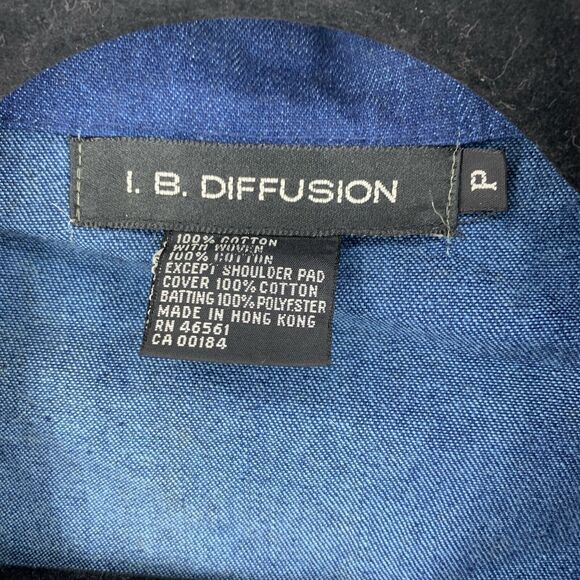 I. B. DIFFUSION
P
100% COTTON
WITH WOVEN
100% COTTON
EXCEPT SHOULDER PAD
COVER 100% COTTON
BATTING 100% POLYESTER
MADE IN HONG KONG
RN 46561
CA 00184